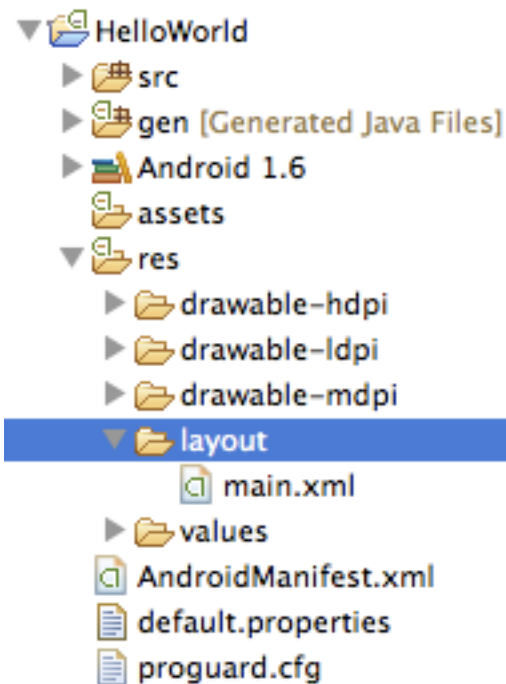 HelloWorld
src
gen [Generated Java Files]
Android 1.6
assets
res
drawable-hdpi
drawable-ldpi
drawable-mdpi
layout
main.xml
values
AndroidManifest.xml
default.properties
proguard.cfg